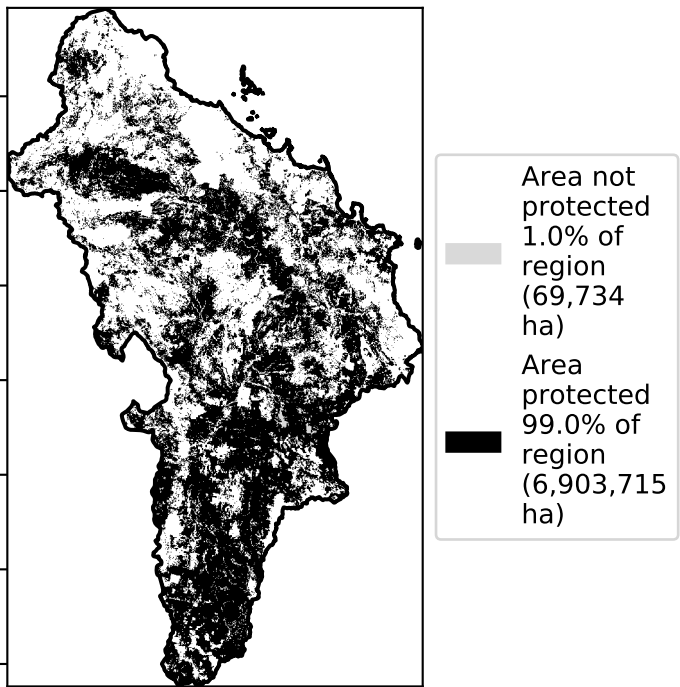 Area not
protected
1.0% of
region
(69,734
ha)
Area
protected
99.0% of
region
(6,903,715
ha)